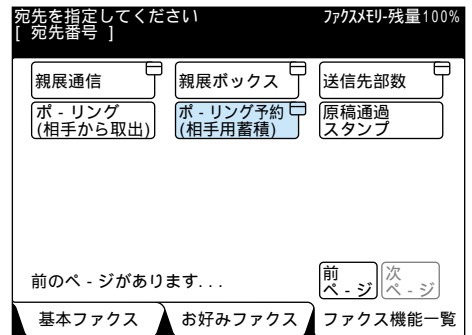 宛先を指定してください ファクスメモリー残量100%
[ 宛先番号 ]
親展通信 親展ボックス 送信先部数
ポ-リング ポ-リング予約 原稿通過
(相手から取出) (相手用蓄積) スタンプ
前のペ-ジがあります... 前 次
ペ-ジ ペ-ジ
基本ファクス お好みファクス ファクス機能一覧